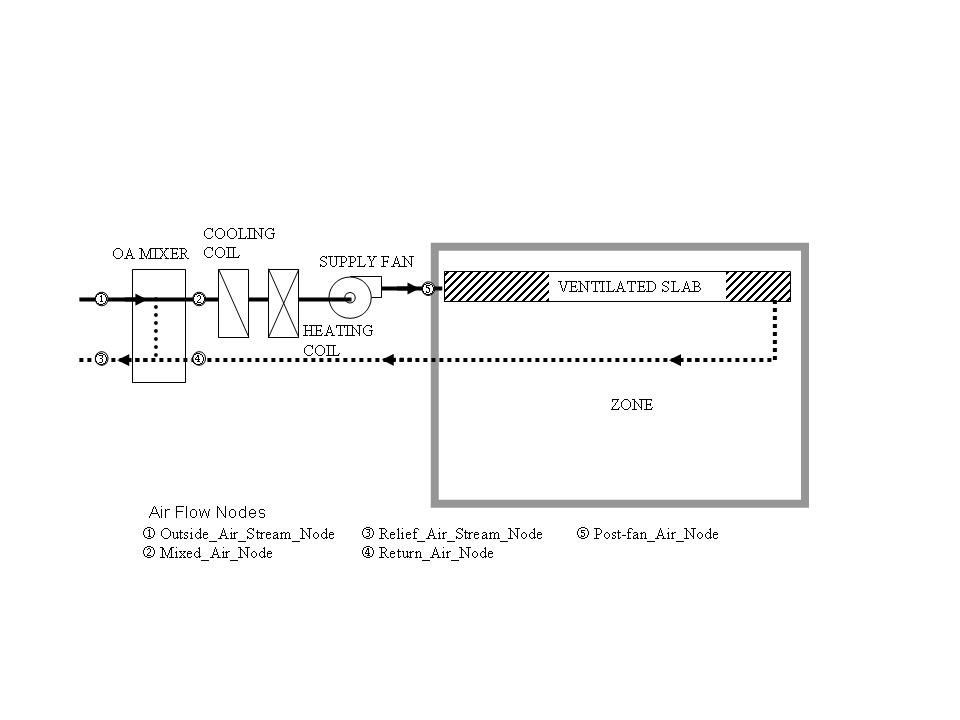 COOLING
COIL
OA MIXER
SUPPLY FAN
① ② ⑤
VENTILATED SLAB
HEATING
COIL
③ ④
ZONE
Air Flow Nodes
① Outside_Air_Stream_Node ③ Relief_Air_Stream_Node ⑤ Post-fan_Air_Node
② Mixed_Air_Node ④ Return_Air_Node